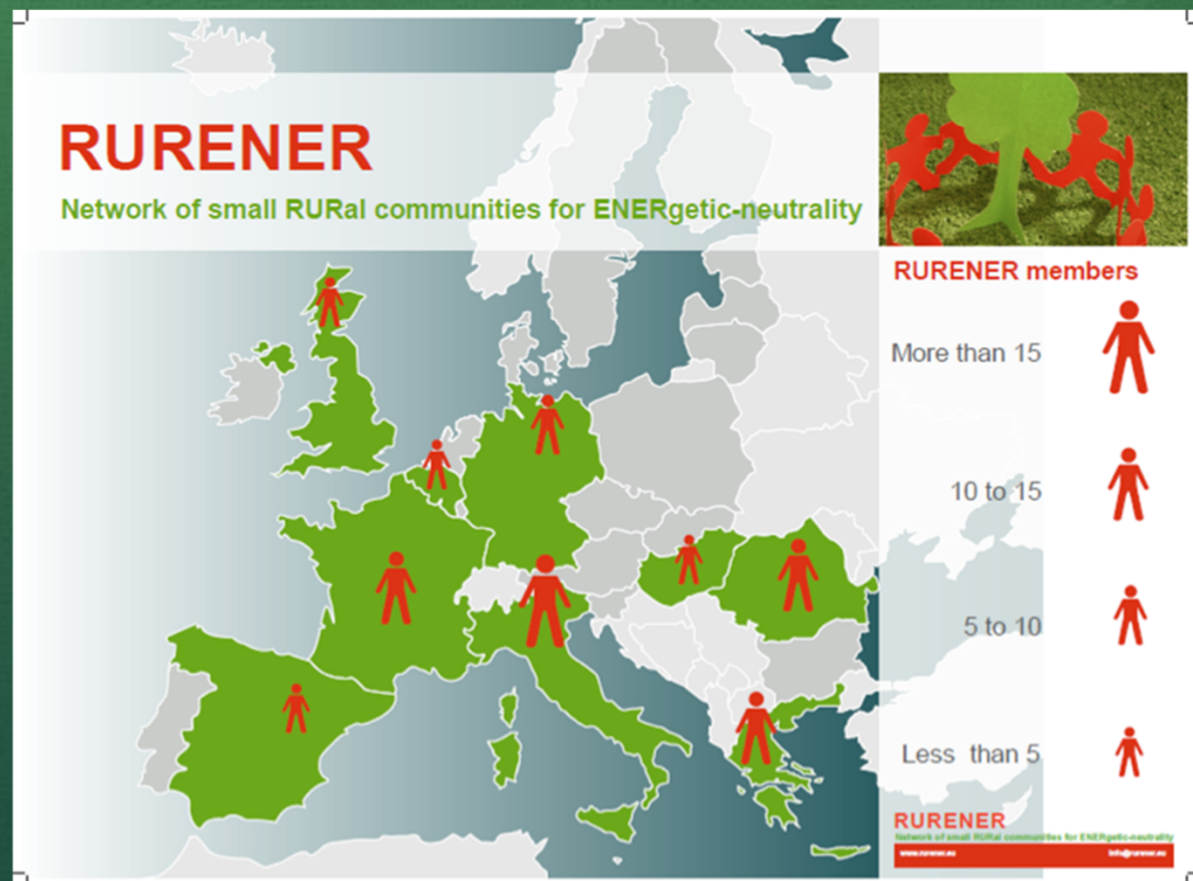 RURENER
Network of small RURal communities for ENERgetic-neutrality
RURENER members
More than 15
10 to 15
5 to 10
Less than 5
RURENER
Network of small RURal communities for ENERgetic-neutrality
www.rurener.eu
info@rurener.eu